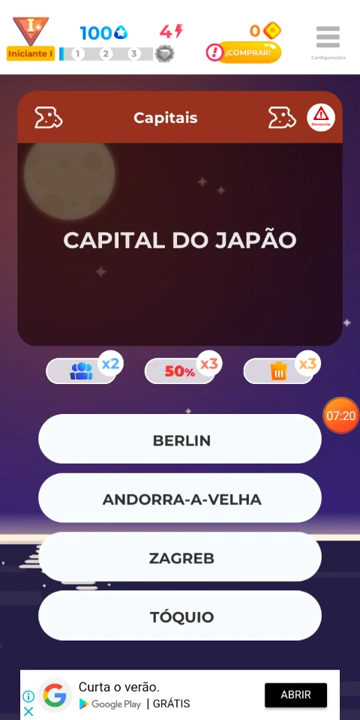 I
Iniciante I
100
4
0
¡COMPRAR!
1 2 3
Configurações
Capitais
CAPITAL DO JAPÃO
x2
50% x3
x3
07:20
BERLIN
ANDORRA-A-VELHA
ZAGREB
TÓQUIO
Curta o verão.
Google Play | GRÁTIS
ABRIR